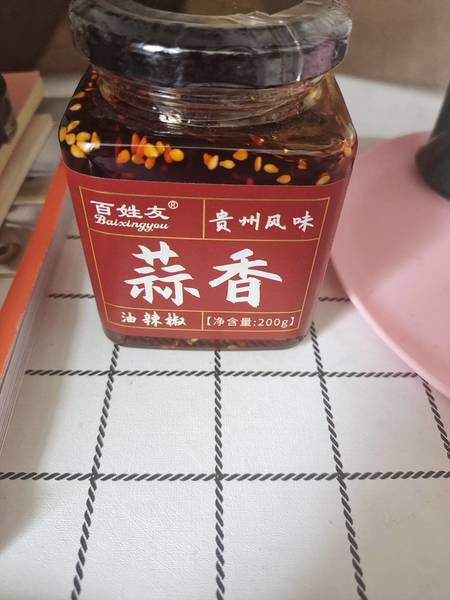 百姓友®
Baixingyou
贵州风味
蒜香
油辣椒
【净含量:200g】